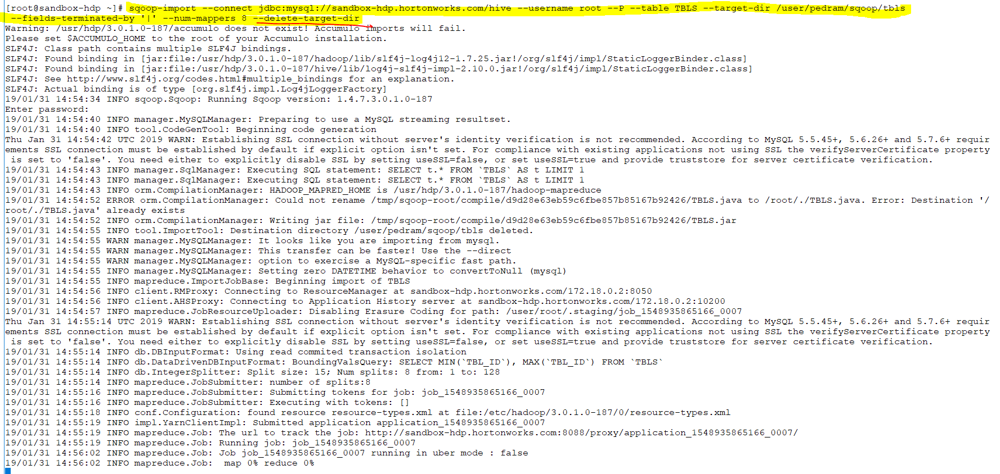 [root@sandbox-hdp ~]# sqoop-import --connect jdbc:mysql://sandbox-hdp.hortonworks.com/hive --username root --P --table TBLS --target-dir /user/pedram/sqoop/tbls
--fields-terminated-by '|' --num-mappers 8 --delete-target-dir
Warning: /usr/hdp/3.0.1.0-187/accumulo does not exist! Accumulo imports will fail.
Please set $ACCUMULO_HOME to the root of your Accumulo installation.
SLF4J: Class path contains multiple SLF4J bindings.
SLF4J: Found binding in [jar:file:/usr/hdp/3.0.1.0-187/hadoop/lib/slf4j-log4j12-1.7.25.jar!/org/slf4j/impl/StaticLoggerBinder.class]
SLF4J: Found binding in [jar:file:/usr/hdp/3.0.1.0-187/hive/lib/log4j-slf4j-impl-2.10.0.jar!/org/slf4j/impl/StaticLoggerBinder.class]
SLF4J: See http://www.slf4j.org/codes.html#multiple_bindings for an explanation.
SLF4J: Actual binding is of type [org.slf4j.impl.Log4jLoggerFactory]
19/01/31 14:54:34 INFO sqoop.Sqoop: Running Sqoop version: 1.4.7.3.0.1.0-187
Enter password:
19/01/31 14:54:40 INFO manager.MySQLManager: Preparing to use a MySQL streaming resultset.
19/01/31 14:54:40 INFO tool.CodeGenTool: Beginning code generation
Thu Jan 31 14:54:42 UTC 2019 WARN: Establishing SSL connection without server's identity verification is not recommended. According to MySQL 5.5.45+, 5.6.26+ and 5.7.6+ requir
ements SSL connection must be established by default if explicit option isn't set. For compliance with existing applications not using SSL the verifyServerCertificate property
is set to 'false'. You need either to explicitly disable SSL by setting useSSL=false, or set useSSL=true and provide truststore for server certificate verification.
19/01/31 14:54:43 INFO manager.SqlManager: Executing SQL statement: SELECT t.* FROM `TBLS` AS t LIMIT 1
19/01/31 14:54:43 INFO manager.SqlManager: Executing SQL statement: SELECT t.* FROM `TBLS` AS t LIMIT 1
19/01/31 14:54:43 INFO orm.CompilationManager: HADOOP_MAPRED_HOME is /usr/hdp/3.0.1.0-187/hadoop-mapreduce
19/01/31 14:54:52 ERROR orm.CompilationManager: Could not rename /tmp/sqoop-root/compile/d9d28e63eb59c6fbe857b85167b92426/TBLS.java to /root/./TBLS.java. Error: Destination '/
root/./TBLS.java' already exists
19/01/31 14:54:52 INFO orm.CompilationManager: Writing jar file: /tmp/sqoop-root/compile/d9d28e63eb59c6fbe857b85167b92426/TBLS.jar
19/01/31 14:54:55 INFO tool.ImportTool: Destination directory /user/pedram/sqoop/tbls deleted.
19/01/31 14:54:55 WARN manager.MySQLManager: It looks like you are importing from mysql.
19/01/31 14:54:55 WARN manager.MySQLManager: This transfer can be faster! Use the --direct
19/01/31 14:54:55 WARN manager.MySQLManager: option to exercise a MySQL-specific fast path.
19/01/31 14:54:55 INFO manager.MySQLManager: Setting zero DATETIME behavior to convertToNull (mysql)
19/01/31 14:54:55 INFO mapreduce.ImportJobBase: Beginning import of TBLS
19/01/31 14:54:56 INFO client.RMProxy: Connecting to ResourceManager at sandbox-hdp.hortonworks.com/172.18.0.2:8050
19/01/31 14:54:56 INFO client.AHSProxy: Connecting to Application History server at sandbox-hdp.hortonworks.com/172.18.0.2:10200
19/01/31 14:54:57 INFO mapreduce.JobResourceUploader: Disabling Erasure Coding for path: /user/root/.staging/job_1548935865166_0007
Thu Jan 31 14:55:14 UTC 2019 WARN: Establishing SSL connection without server's identity verification is not recommended. According to MySQL 5.5.45+, 5.6.26+ and 5.7.6+ requir
ements SSL connection must be established by default if explicit option isn't set. For compliance with existing applications not using SSL the verifyServerCertificate property
is set to 'false'. You need either to explicitly disable SSL by setting useSSL=false, or set useSSL=true and provide truststore for server certificate verification.
19/01/31 14:55:14 INFO db.DBInputFormat: Using read commited transaction isolation
19/01/31 14:55:14 INFO db.DataDrivenDBInputFormat: BoundingValsQuery: SELECT MIN(`TBL_ID`), MAX(`TBL_ID`) FROM `TBLS`
19/01/31 14:55:14 INFO db.IntegerSplitter: Split size: 15; Num splits: 8 from: 1 to: 128
19/01/31 14:55:14 INFO mapreduce.JobSubmitter: number of splits:8
19/01/31 14:55:16 INFO mapreduce.JobSubmitter: Submitting tokens for job: job_1548935865166_0007
19/01/31 14:55:16 INFO mapreduce.JobSubmitter: Executing with tokens: []
19/01/31 14:55:18 INFO conf.Configuration: found resource resource-types.xml at file:/etc/hadoop/3.0.1.0-187/0/resource-types.xml
19/01/31 14:55:19 INFO impl.YarnClientImpl: Submitted application application_1548935865166_0007
19/01/31 14:55:19 INFO mapreduce.Job: The url to track the job: http://sandbox-hdp.hortonworks.com:8088/proxy/application_1548935865166_0007/
19/01/31 14:55:19 INFO mapreduce.Job: Running job: job_1548935865166_0007
19/01/31 14:56:02 INFO mapreduce.Job: Job job_1548935865166_0007 running in uber mode : false
19/01/31 14:56:02 INFO mapreduce.Job:  map 0% reduce 0%